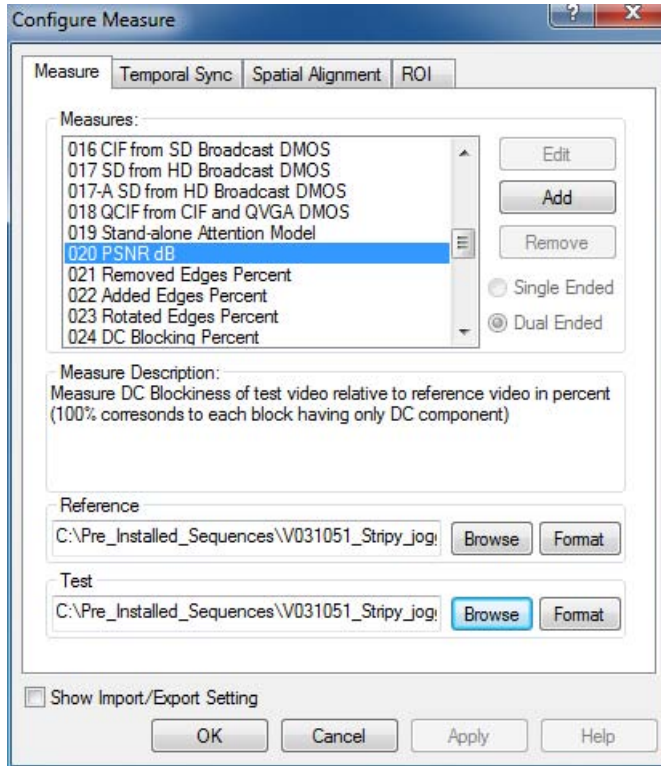 Configure Measure
?
X
Measure
Temporal Sync
Spatial Alignment
ROI
Measures:
016 CIF from SD Broadcast DMOS
017 SD from HD Broadcast DMOS
017-A SD from HD Broadcast DMOS
018 QCIF from CIF and QVGA DMOS
019 Stand-alone Attention Model
020 PSNR dB
021 Removed Edges Percent
022 Added Edges Percent
023 Rotated Edges Percent
024 DC Blocking Percent
Edit
Add
Remove
Single Ended
Dual Ended
Measure Description:
Measure DC Blockiness of test video relative to reference video in percent
(100% corresonds to each block having only DC component)
Reference
C:\Pre_Installed_Sequences\V031051_Stripy_jog
Browse
Format
Test
C:\Pre_Installed_Sequences\V031051_Stripy_jog
Browse
Format
Show Import/Export Setting
OK
Cancel
Apply
Help